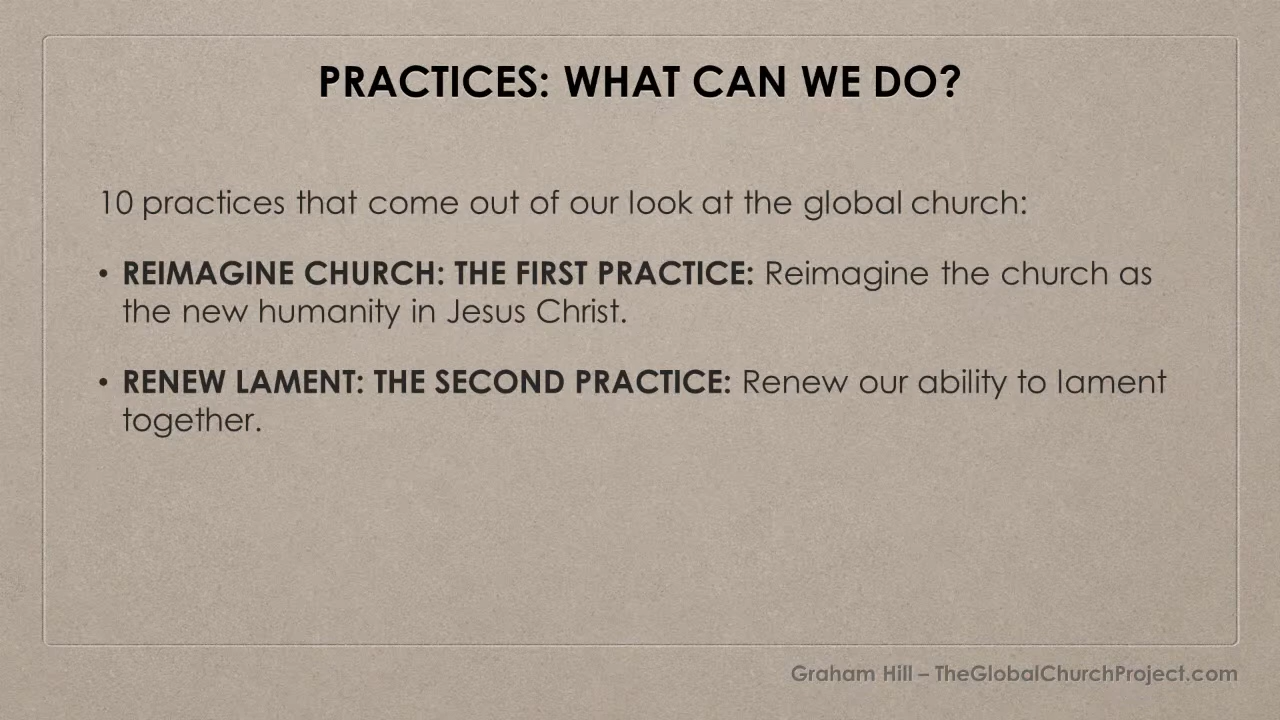 PRACTICES: WHAT CAN WE DO?
10 practices that come out of our look at the global church:
• REIMAGINE CHURCH: THE FIRST PRACTICE: Reimagine the church as
the new humanity in Jesus Christ.
• RENEW LAMENT: THE SECOND PRACTICE: Renew our ability to lament
together.
Graham Hill – TheGlobalChurchProject.com